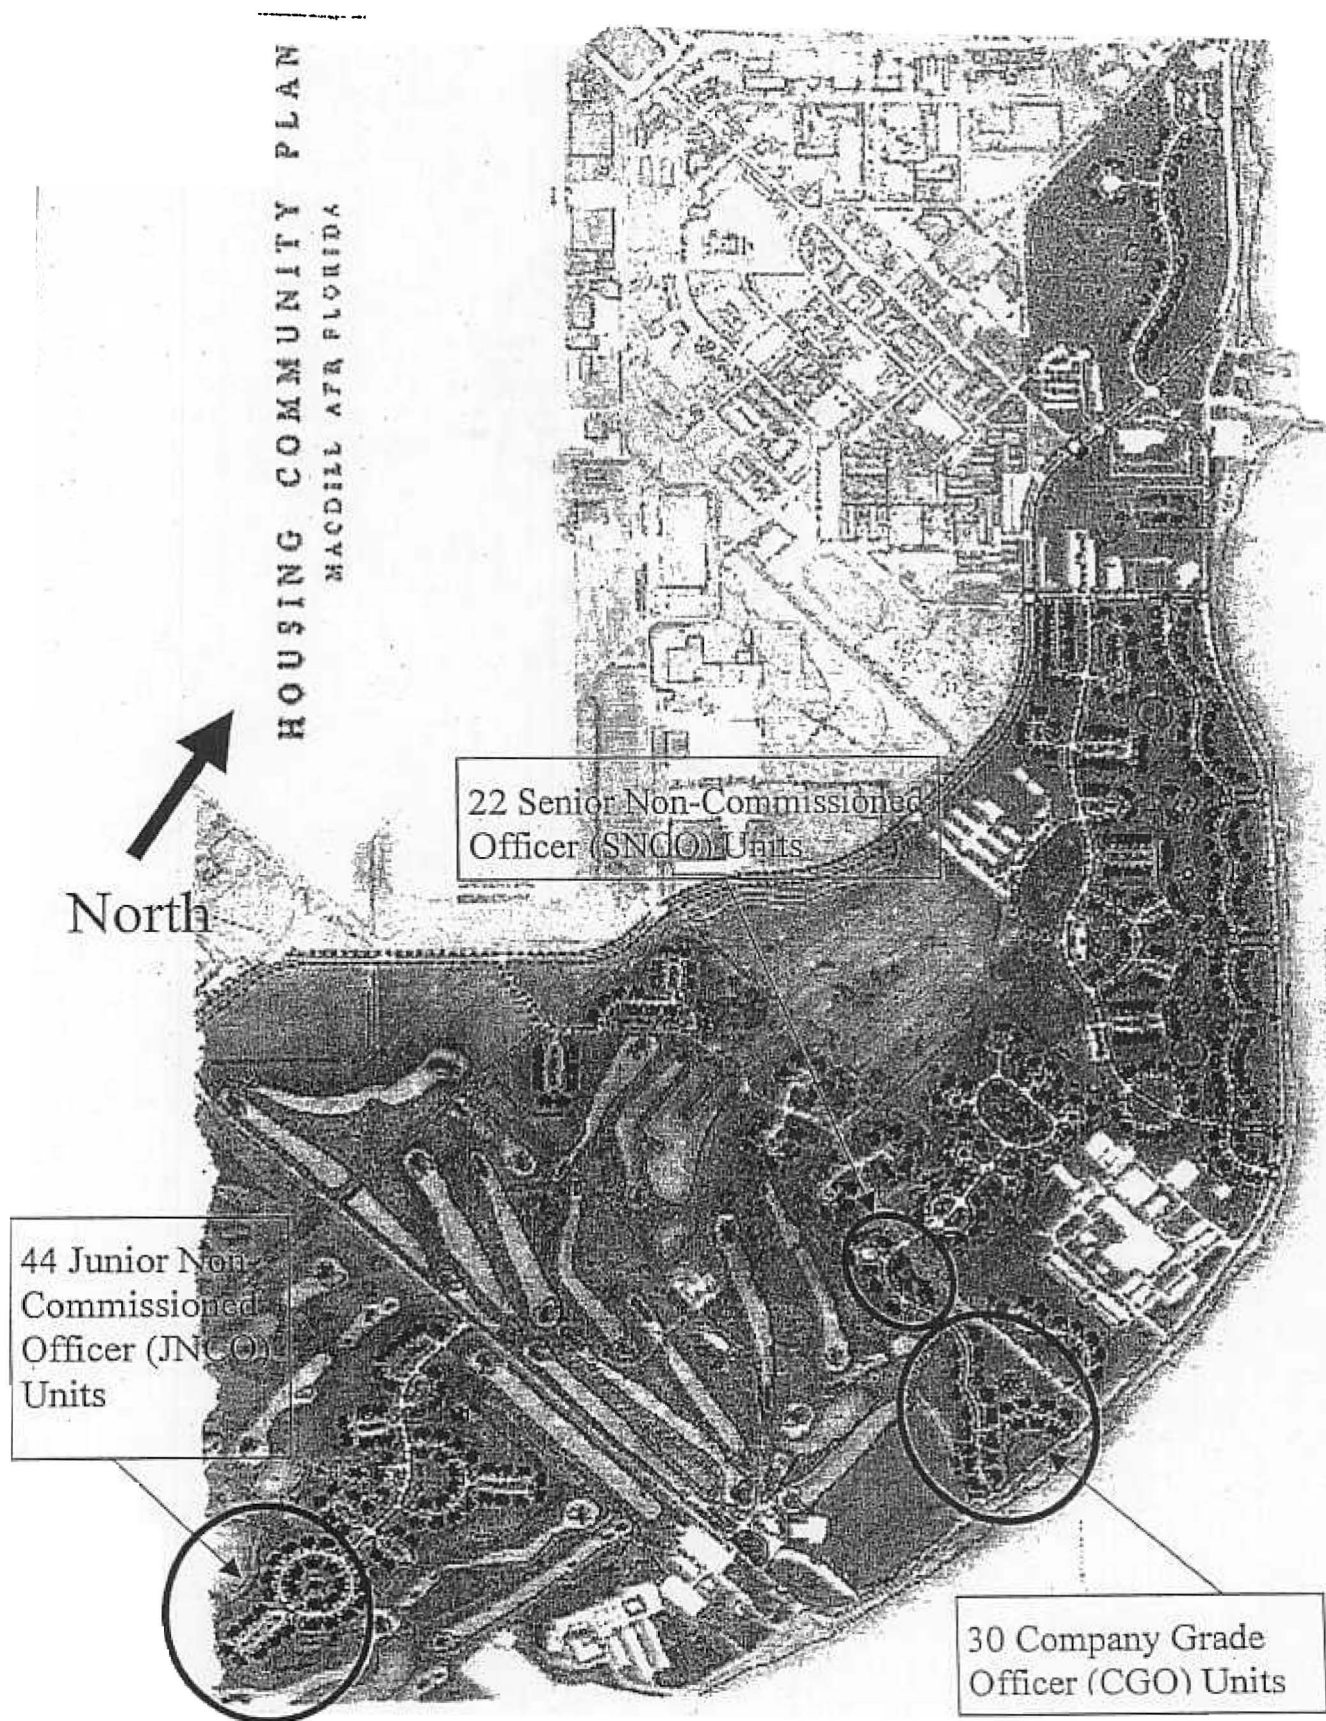 HOUSING COMMUNITY PLAN
MACDILL AFB FLORIDA
North
22 Senior Non-Commissioned
Officer (SNCO) Units
44 Junior Non-
Commissioned
Officer (JNCO)
Units
30 Company Grade
Officer (CGO) Units